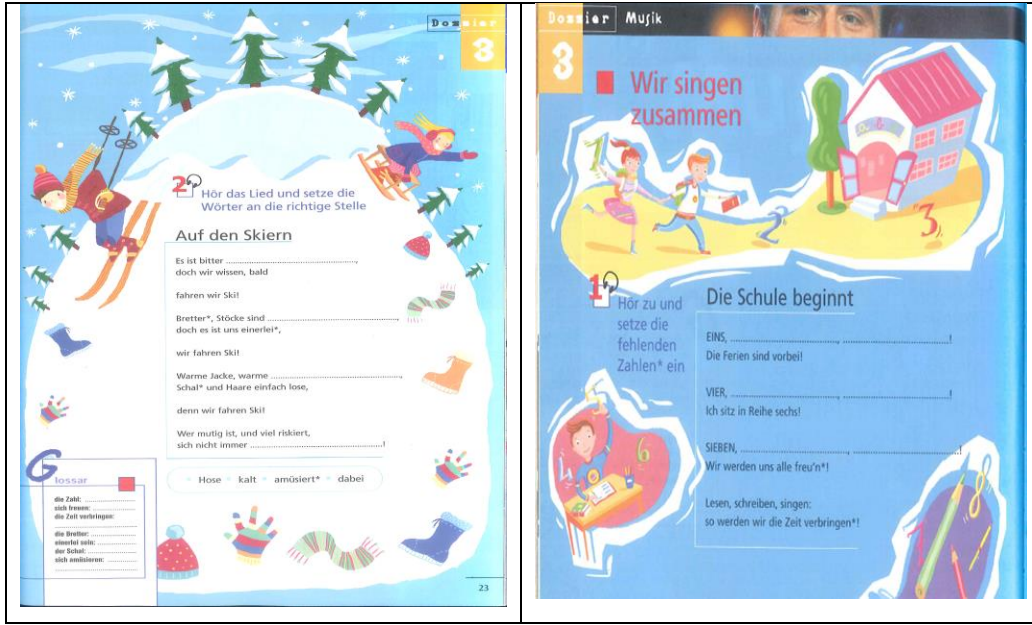 Dossier
3
2
Hör das Lied und setze die
Wörter an die richtige Stelle
Auf den Skiern
Es ist bitter ..............................................,
doch wir wissen, bald
fahren wir Ski!
Bretter*, Stöcke sind ..............................................,
doch es ist uns einerlei*,
wir fahren Ski!
Warme Jacke, warme ..............................................,
Schal* und Haare einfach lose,
denn wir fahren Ski!
Wer mutig ist, und viel riskiert,
sich nicht immer ..............................................!
Hose kalt amüsiert* dabei
Glossar
die Zahl: ....................
sich freuen: ....................
die Zeit verbringen:
....................
die Bretter: ....................
einerlei sein: ....................
der Schal: ....................
sich amüsieren: ....................
....................
23
Dossier Musik
3
Wir singen
zusammen
1
2
3
1
Hör zu und
setze die
fehlenden
Zahlen* ein
Die Schule beginnt
EINS, ...................................., ....................................!
Die Ferien sind vorbei!
VIER, ...................................., ....................................!
Ich sitz in Reihe sechs!
SIEBEN, ...................................., ....................................!
Wir werden uns alle freu'n*!
Lesen, schreiben, singen:
so werden wir die Zeit verbringen*!
4
5
6